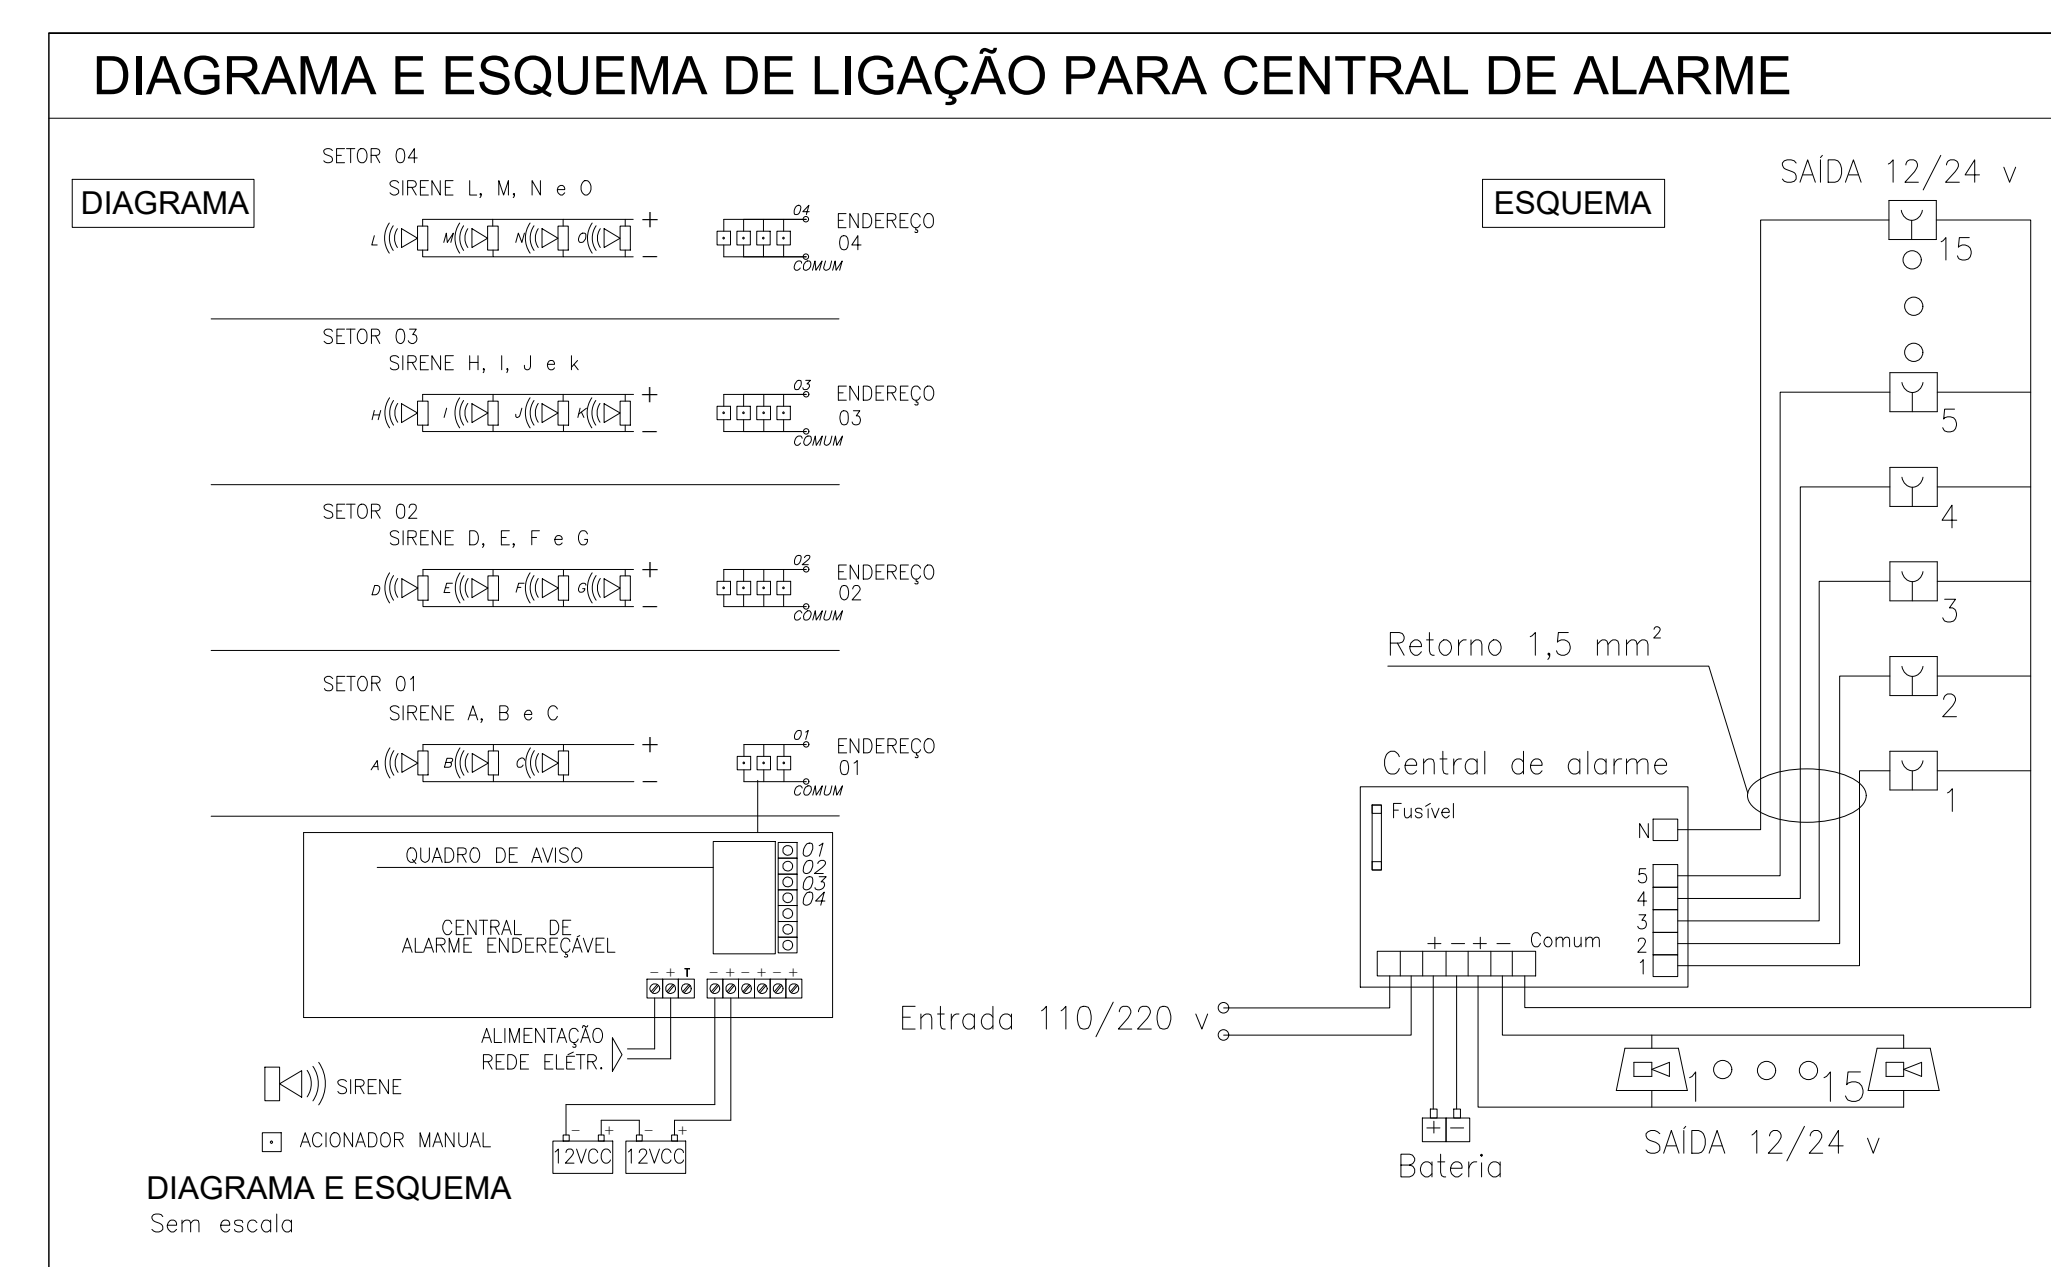 DIAGRAMA E ESQUEMA DE LIGAÇÃO PARA CENTRAL DE ALARME
DIAGRAMA
SETOR 04
SIRENE L, M, N e O
L M N O + −
04
COMUM
ENDEREÇO
04
SETOR 03
SIRENE H, I, J e k
H I J K + −
03
COMUM
ENDEREÇO
03
SETOR 02
SIRENE D, E, F e G
D E F G + −
02
COMUM
ENDEREÇO
02
SETOR 01
SIRENE A, B e C
A B C + −
01
COMUM
ENDEREÇO
01
QUADRO DE AVISO
01
02
03
04
CENTRAL DE
ALARME ENDEREÇÁVEL
− + T − + − + − +
ALIMENTAÇÃO
REDE ELÉTR.
SIRENE
ACIONADOR MANUAL
− + − +
12VCC 12VCC
DIAGRAMA E ESQUEMA
Sem escala
ESQUEMA
SAÍDA 12/24 v
15
5
4
3
2
1
Retorno 1,5 mm²
Central de alarme
Fusível
N
5
4
3
2
1
+ − + − Comum
Entrada 110/220 v
+ −
Bateria
1 15
SAÍDA 12/24 v